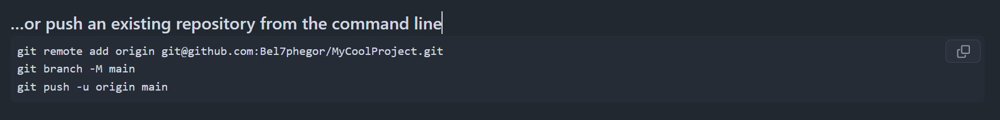 ...or push an existing repository from the command line
git remote add origin git@github.com:Bel7phegor/MyCoolProject.git
git branch -M main
git push -u origin main